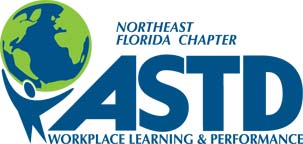 NORTHEAST
FLORIDA CHAPTER
ASTD
WORKPLACE LEARNING & PERFORMANCE